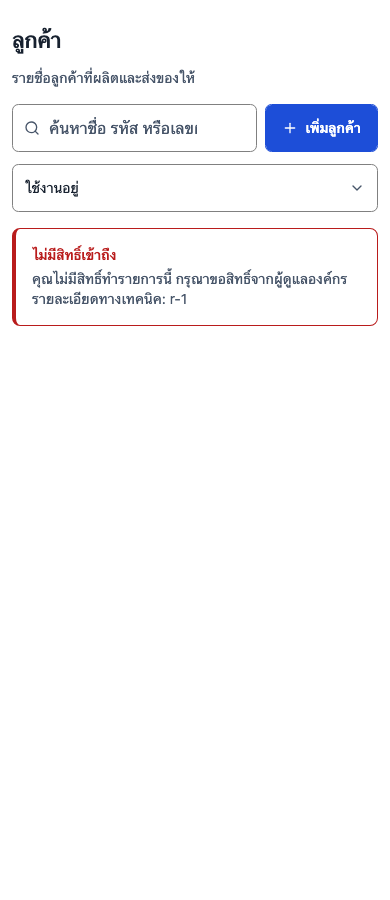 ลูกค้า
รายชื่อลูกค้าที่ผลิตและส่งของให้
ค้นหาชื่อ รหัส หรือเลขเ
เพิ่มลูกค้า
ใช้งานอยู่
ไม่มีสิทธิ์เข้าถึง
คุณไม่มีสิทธิ์ทำรายการนี้ กรุณาขอสิทธิ์จากผู้ดูแลองค์กร
รายละเอียดทางเทคนิค: r-1